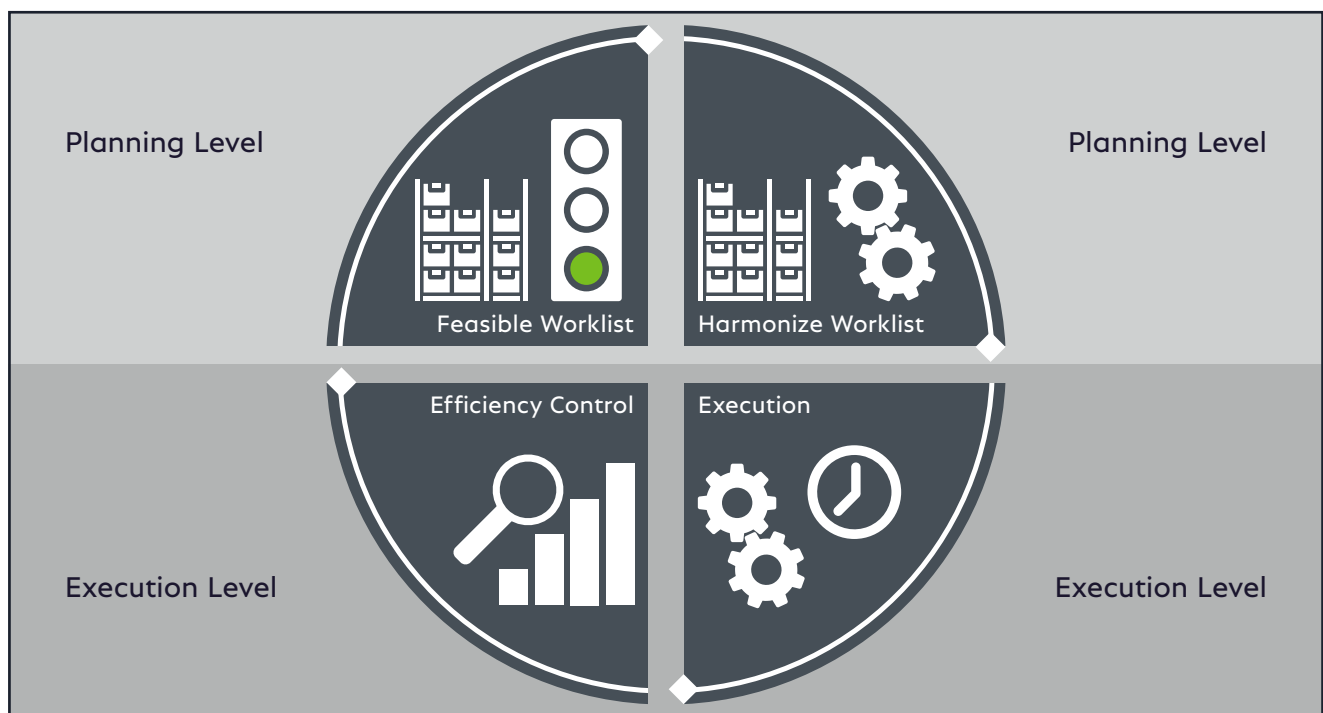 Planning Level
Planning Level
Feasible Worklist
Harmonize Worklist
Efficiency Control
Execution
Execution Level
Execution Level